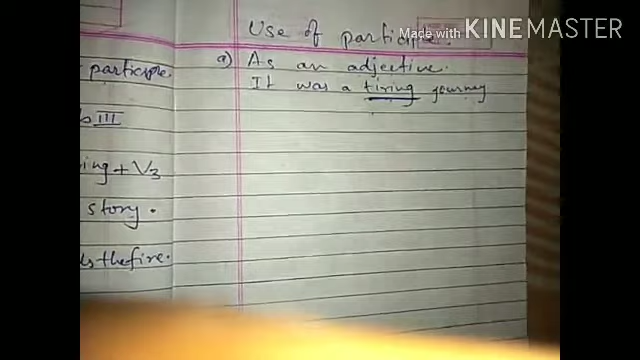 participle
III
ing + V3
story.
the fire.
Use of participle.
a) As an adjective.
It was a tiring journey
Made with KINEMASTER